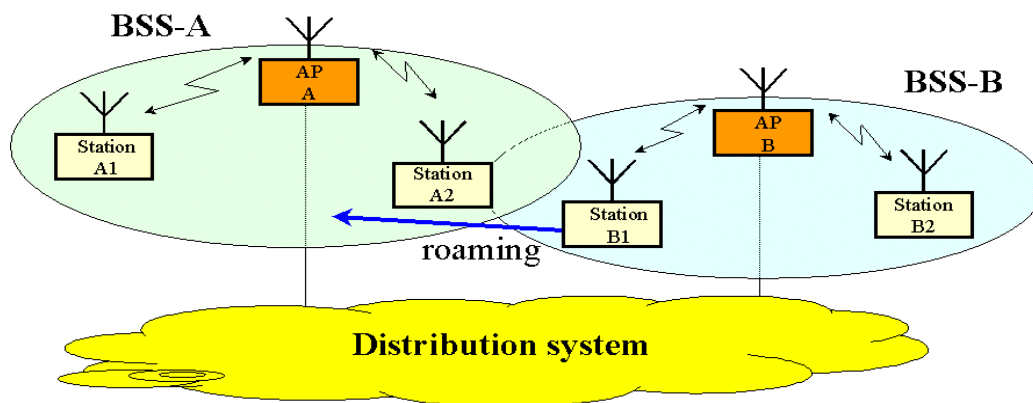 BSS-A
AP
A
BSS-B
AP
B
Station
A1
Station
A2
Station
B1
Station
B2
roaming
Distribution system